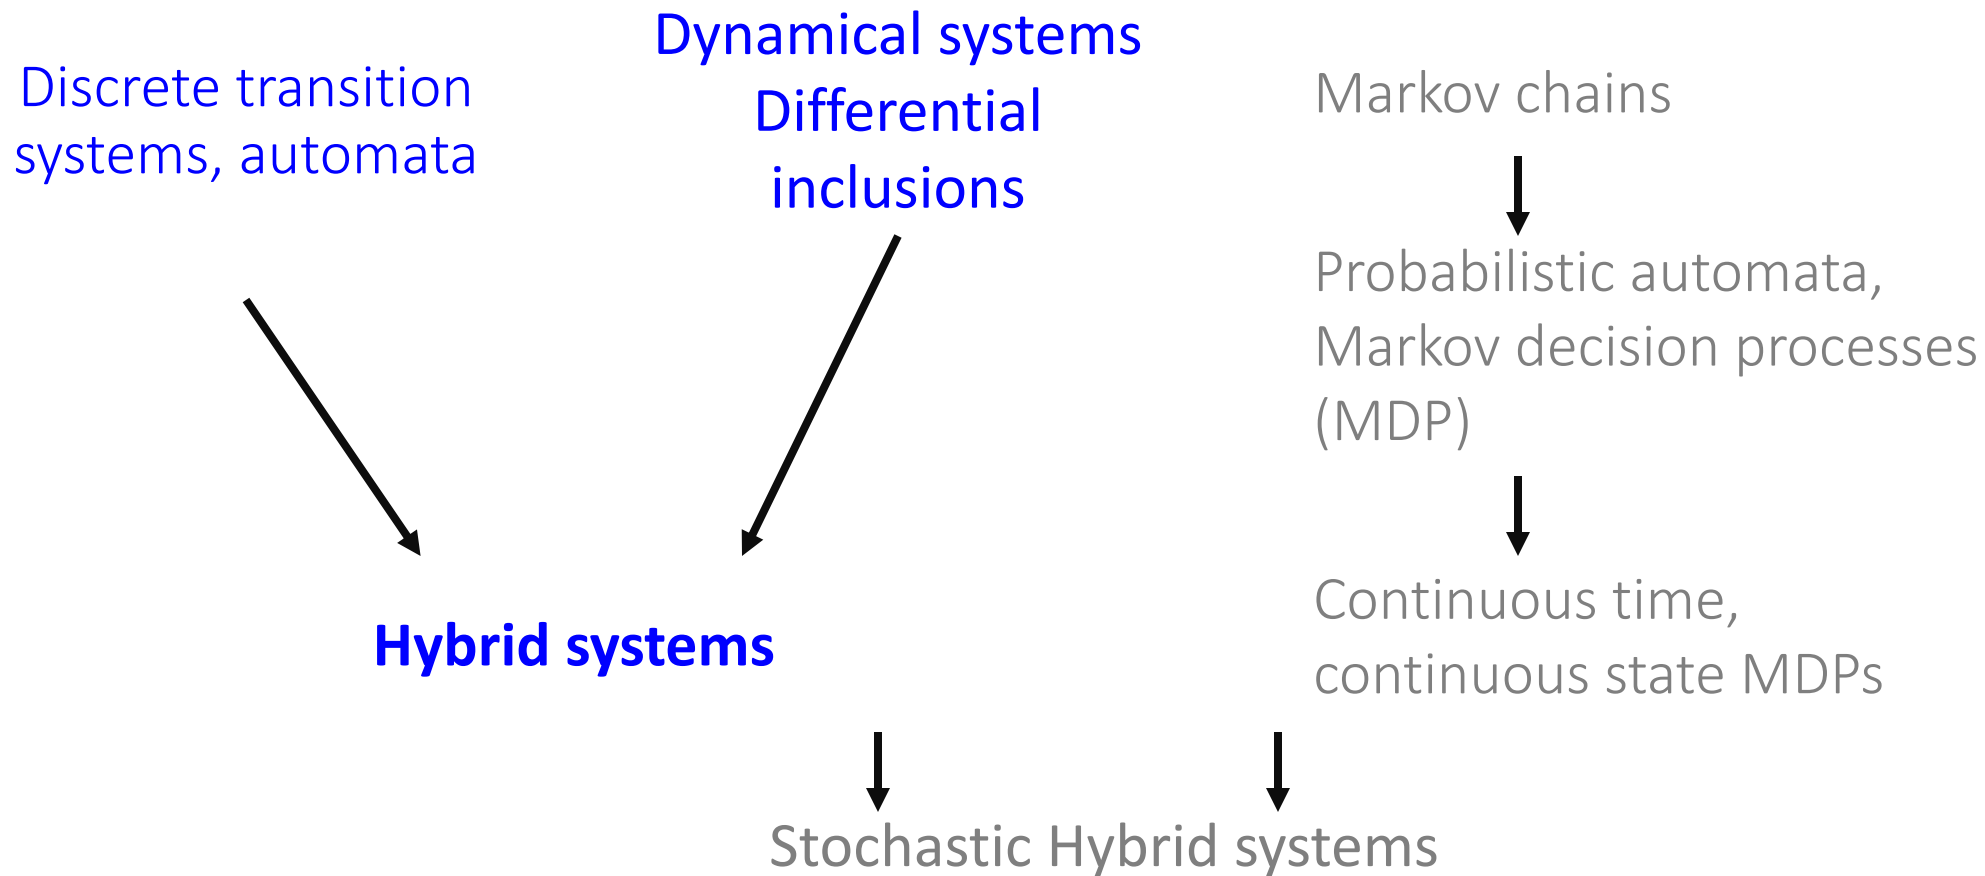 Discrete transition
systems, automata
Dynamical systems
Differential
inclusions
Markov chains
Probabilistic automata,
Markov decision processes
(MDP)
Continuous time,
continuous state MDPs
Hybrid systems
Stochastic Hybrid systems